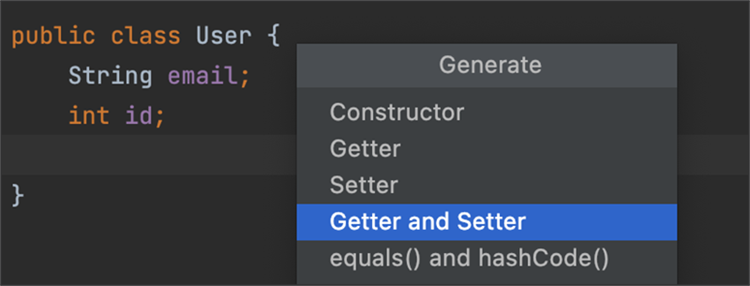 public class User {
    String email;
    int id;
}
Generate
Constructor
Getter
Setter
Getter and Setter
equals() and hashCode()